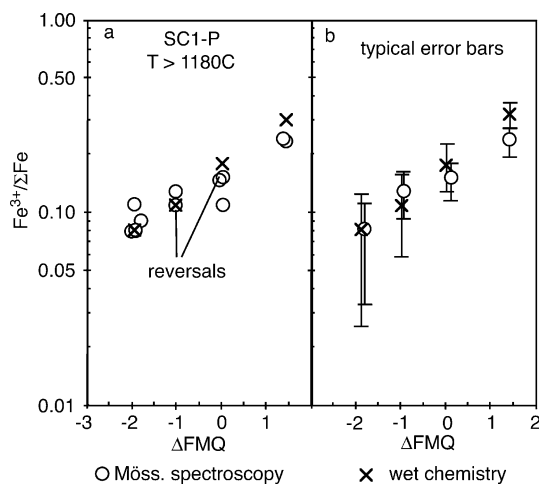 a
SC1-P
T > 1180C
b
typical error bars
1.00
0.50
0.10
0.05
0.01
Fe³⁺/ΣFe
reversals
-3 -2 -1 0 1
-2 -1 0 1 2
ΔFMQ
ΔFMQ
Möss. spectroscopy
wet chemistry